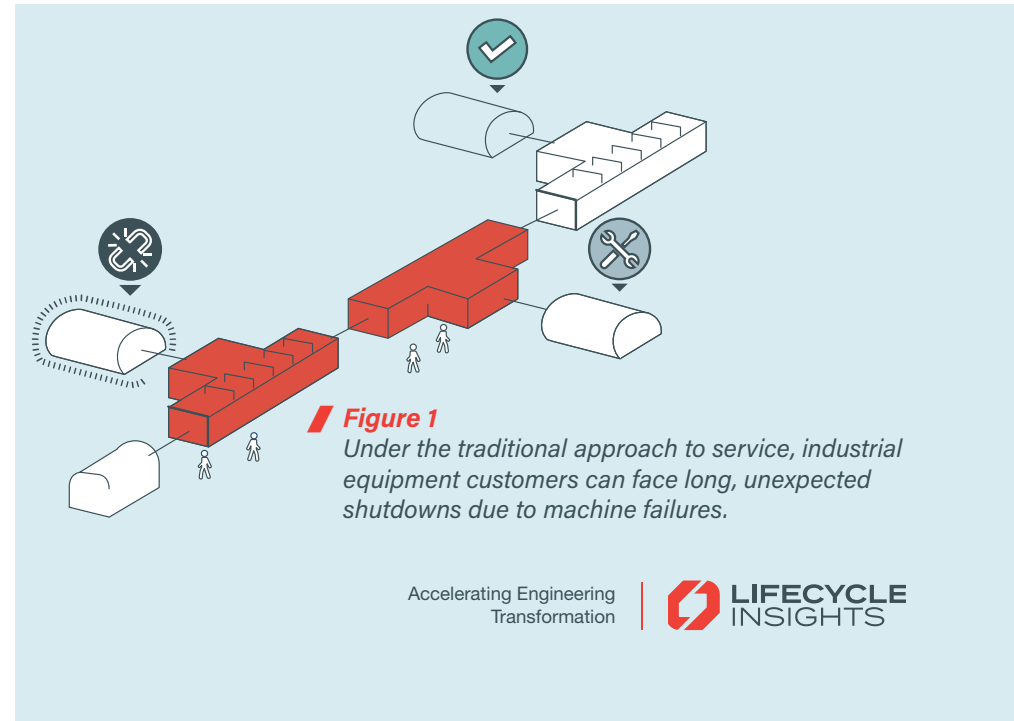 Figure 1
Under the traditional approach to service, industrial
equipment customers can face long, unexpected
shutdowns due to machine failures.
Accelerating Engineering
Transformation
LIFECYCLE
INSIGHTS